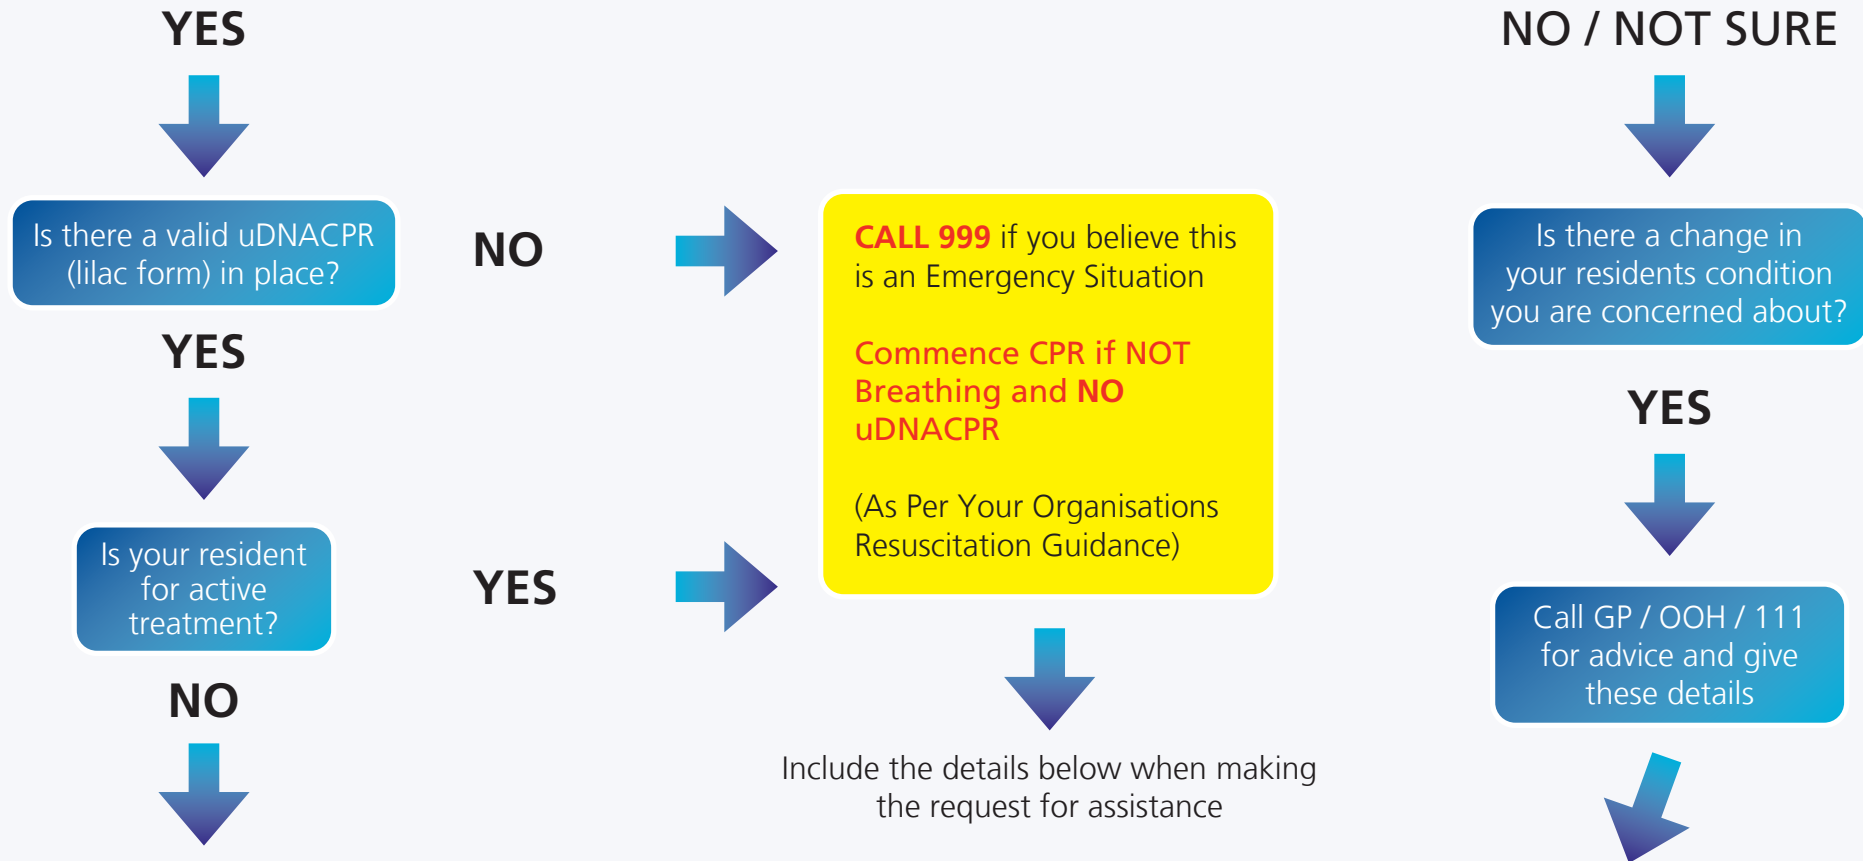 YES
Is there a valid uDNACPR
(lilac form) in place?
YES
Is your resident
for active
treatment?
NO
NO
YES
CALL 999 if you believe this
is an Emergency Situation
Commence CPR if NOT
Breathing and NO
uDNACPR
(As Per Your Organisations
Resuscitation Guidance)
Include the details below when making
the request for assistance
NO / NOT SURE
Is there a change in
your residents condition
you are concerned about?
YES
Call GP / OOH / 111
for advice and give
these details